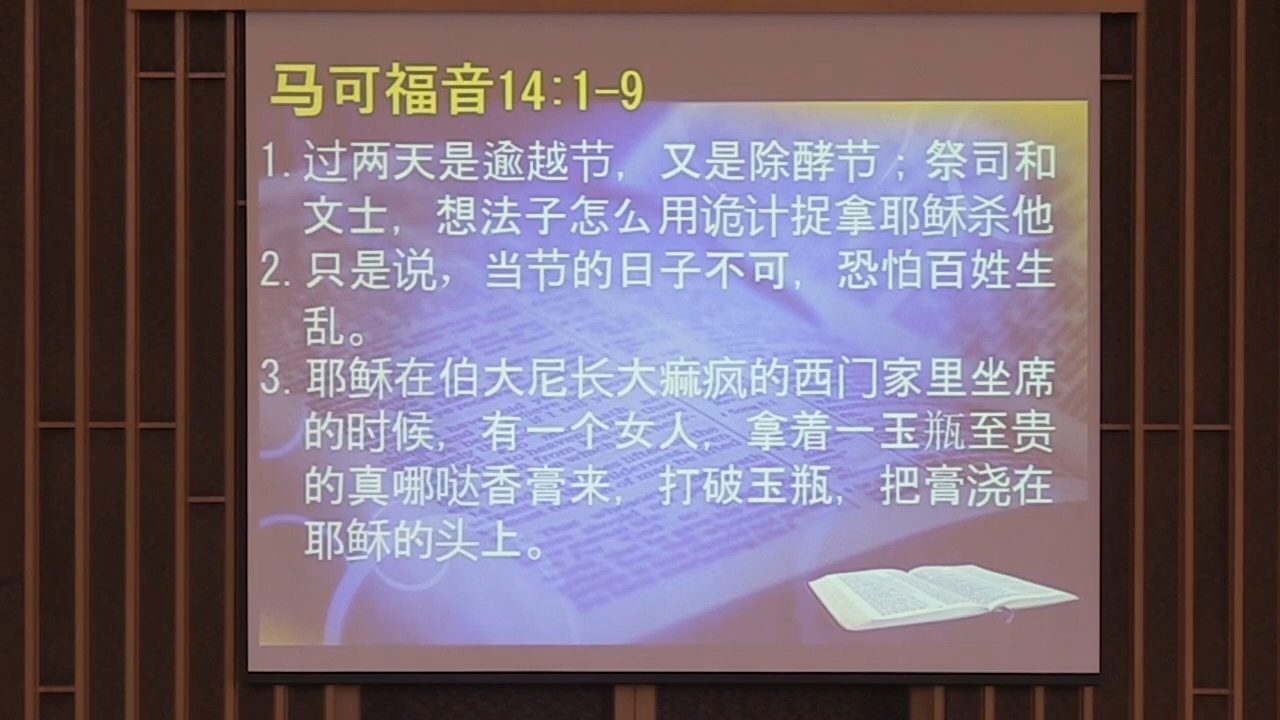 马可福音14:1-9
1.过两天是逾越节，又是除酵节；祭司和
文士，想法子怎么用诡计捉拿耶稣杀他
2.只是说，当节的日子不可，恐怕百姓生
乱。
3.耶稣在伯大尼长大痲疯的西门家里坐席
的时候，有一个女人，拿着一玉瓶至贵
的真哪哒香膏来，打破玉瓶，把膏浇在
耶稣的头上。